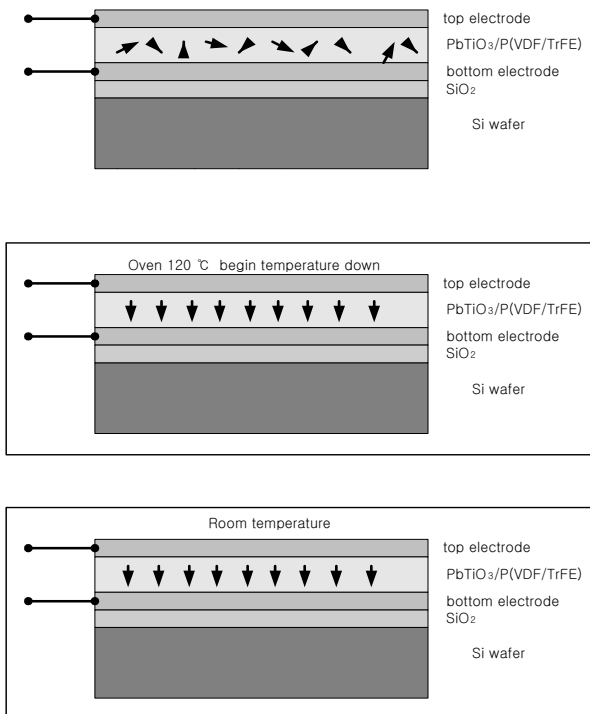 top electrode
PbTiO3/P(VDF/TrFE)
bottom electrode
SiO2
Si wafer
Oven 120 ℃ begin temperature down
top electrode
PbTiO3/P(VDF/TrFE)
bottom electrode
SiO2
Si wafer
Room temperature
top electrode
PbTiO3/P(VDF/TrFE)
bottom electrode
SiO2
Si wafer